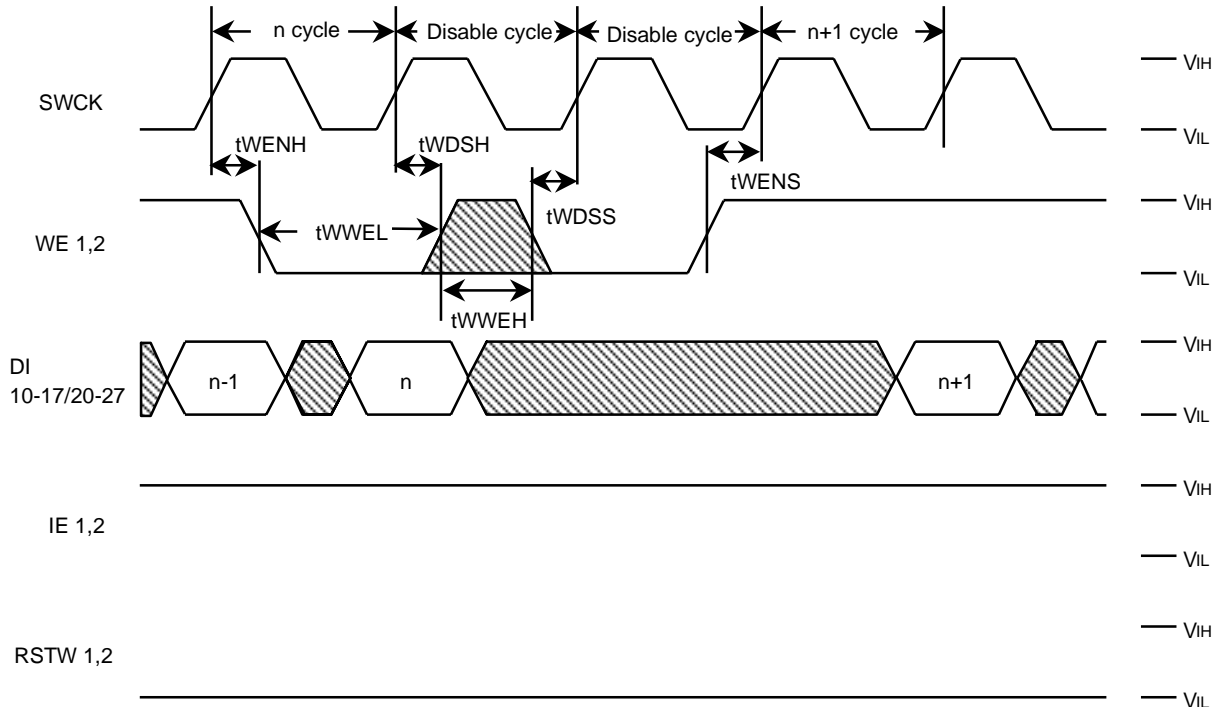 n cycle Disable cycle Disable cycle n+1 cycle
VIH
SWCK
VIL
tWENH tWDSH
tWENS
VIH
tWDSS
tWWEL
WE 1,2
VIL
tWWEH
VIH
DI
10-17/20-27
n-1 n n+1
VIL
VIH
IE 1,2
VIL
VIH
RSTW 1,2
VIL